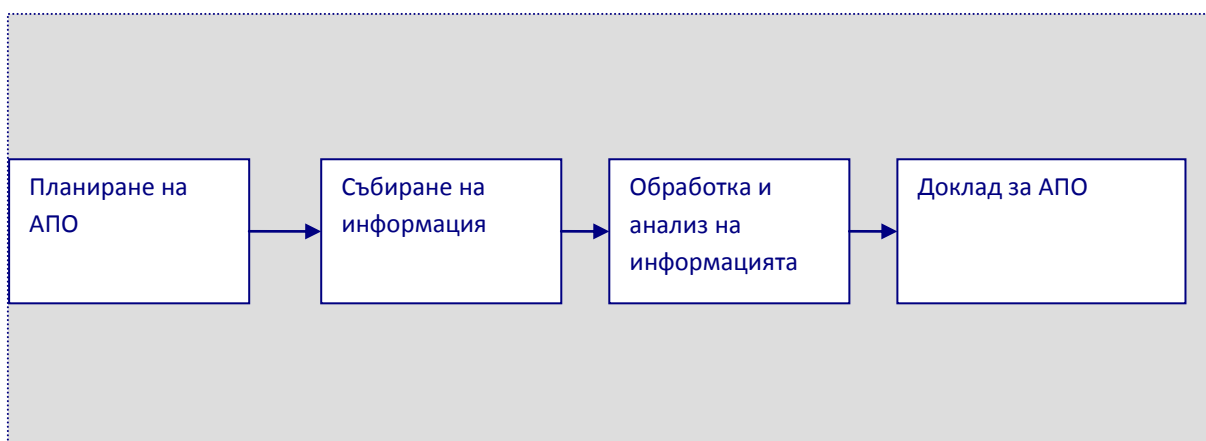 Планиране на
АПО
Събиране на
информация
Обработка и
анализ на
информацията
Доклад за АПО